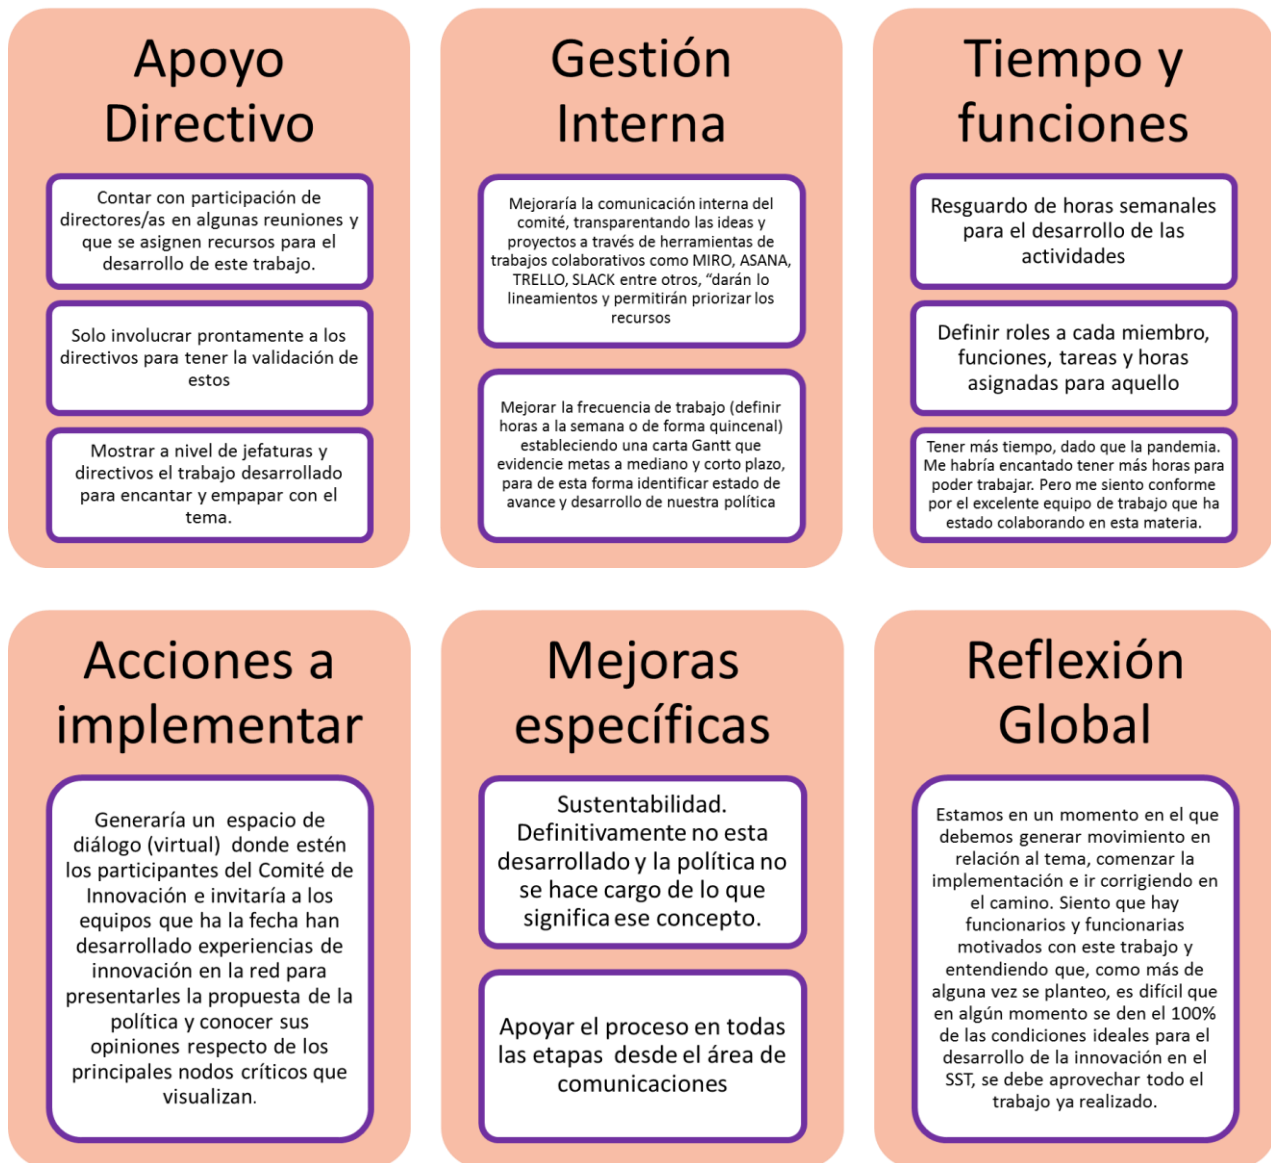 Apoyo
Directivo
Contar con participación de
directores/as en algunas reuniones y
que se asignen recursos para el
desarrollo de este trabajo.
Solo involucrar prontamente a los
directivos para tener la validación de
estos
Mostrar a nivel de jefaturas y
directivos el trabajo desarrollado
para encantar y empapar con el
tema.
Gestión
Interna
Mejoraría la comunicación interna del
comité, transparentando las ideas y
proyectos a través de herramientas de
trabajos colaborativos como MIRO, ASANA,
TRELLO, SLACK entre otros, “darán lo
lineamientos y permitirán priorizar los
recursos
Mejorar la frecuencia de trabajo (definir
horas a la semana o de forma quincenal)
estableciendo una carta Gantt que
evidencie metas a mediano y corto plazo,
para de esta forma identificar estado de
avance y desarrollo de nuestra política
Tiempo y
funciones
Resguardo de horas semanales
para el desarrollo de las
actividades
Definir roles a cada miembro,
funciones, tareas y horas
asignadas para aquello
Tener más tiempo, dado que la pandemia.
Me habría encantado tener más horas para
poder trabajar. Pero me siento conforme
por el excelente equipo de trabajo que ha
estado colaborando en esta materia.
Acciones a
implementar
Generaría un espacio de
diálogo (virtual) donde estén
los participantes del Comité de
Innovación e invitaría a los
equipos que ha la fecha han
desarrollado experiencias de
innovación en la red para
presentarles la propuesta de la
política y conocer sus
opiniones respecto de los
principales nodos críticos que
visualizan.
Mejoras
específicas
Sustentabilidad.
Definitivamente no esta
desarrollado y la política no
se hace cargo de lo que
significa ese concepto.
Apoyar el proceso en todas
las etapas desde el área de
comunicaciones
Reflexión
Global
Estamos en un momento en el que
debemos generar movimiento en
relación al tema, comenzar la
implementación e ir corrigiendo en
el camino. Siento que hay
funcionarios y funcionarias
motivados con este trabajo y
entendiendo que, como más de
alguna vez se planteo, es difícil que
en algún momento se den el 100%
de las condiciones ideales para el
desarrollo de la innovación en el
SST, se debe aprovechar todo el
trabajo ya realizado.